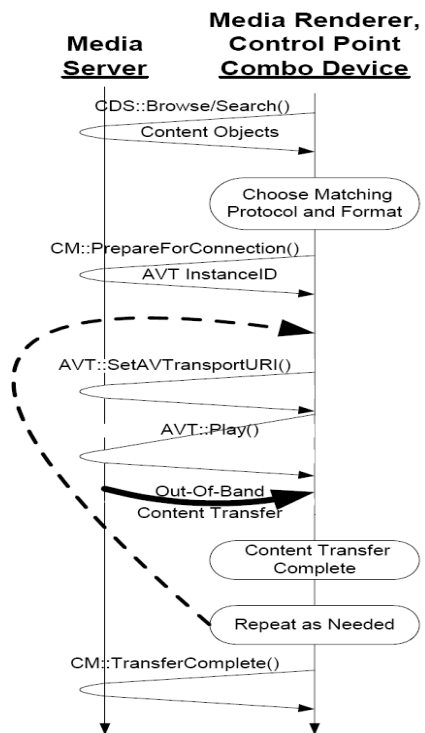 Media Server
Media Renderer,
Control Point
Combo Device
CDS::Browse/Search()
Content Objects
Choose Matching
Protocol and Format
CM::PrepareForConnection()
AVT InstanceID
AVT::SetAVTransportURI()
AVT::Play()
Out-Of-Band
Content Transfer
Content Transfer
Complete
Repeat as Needed
CM::TransferComplete()